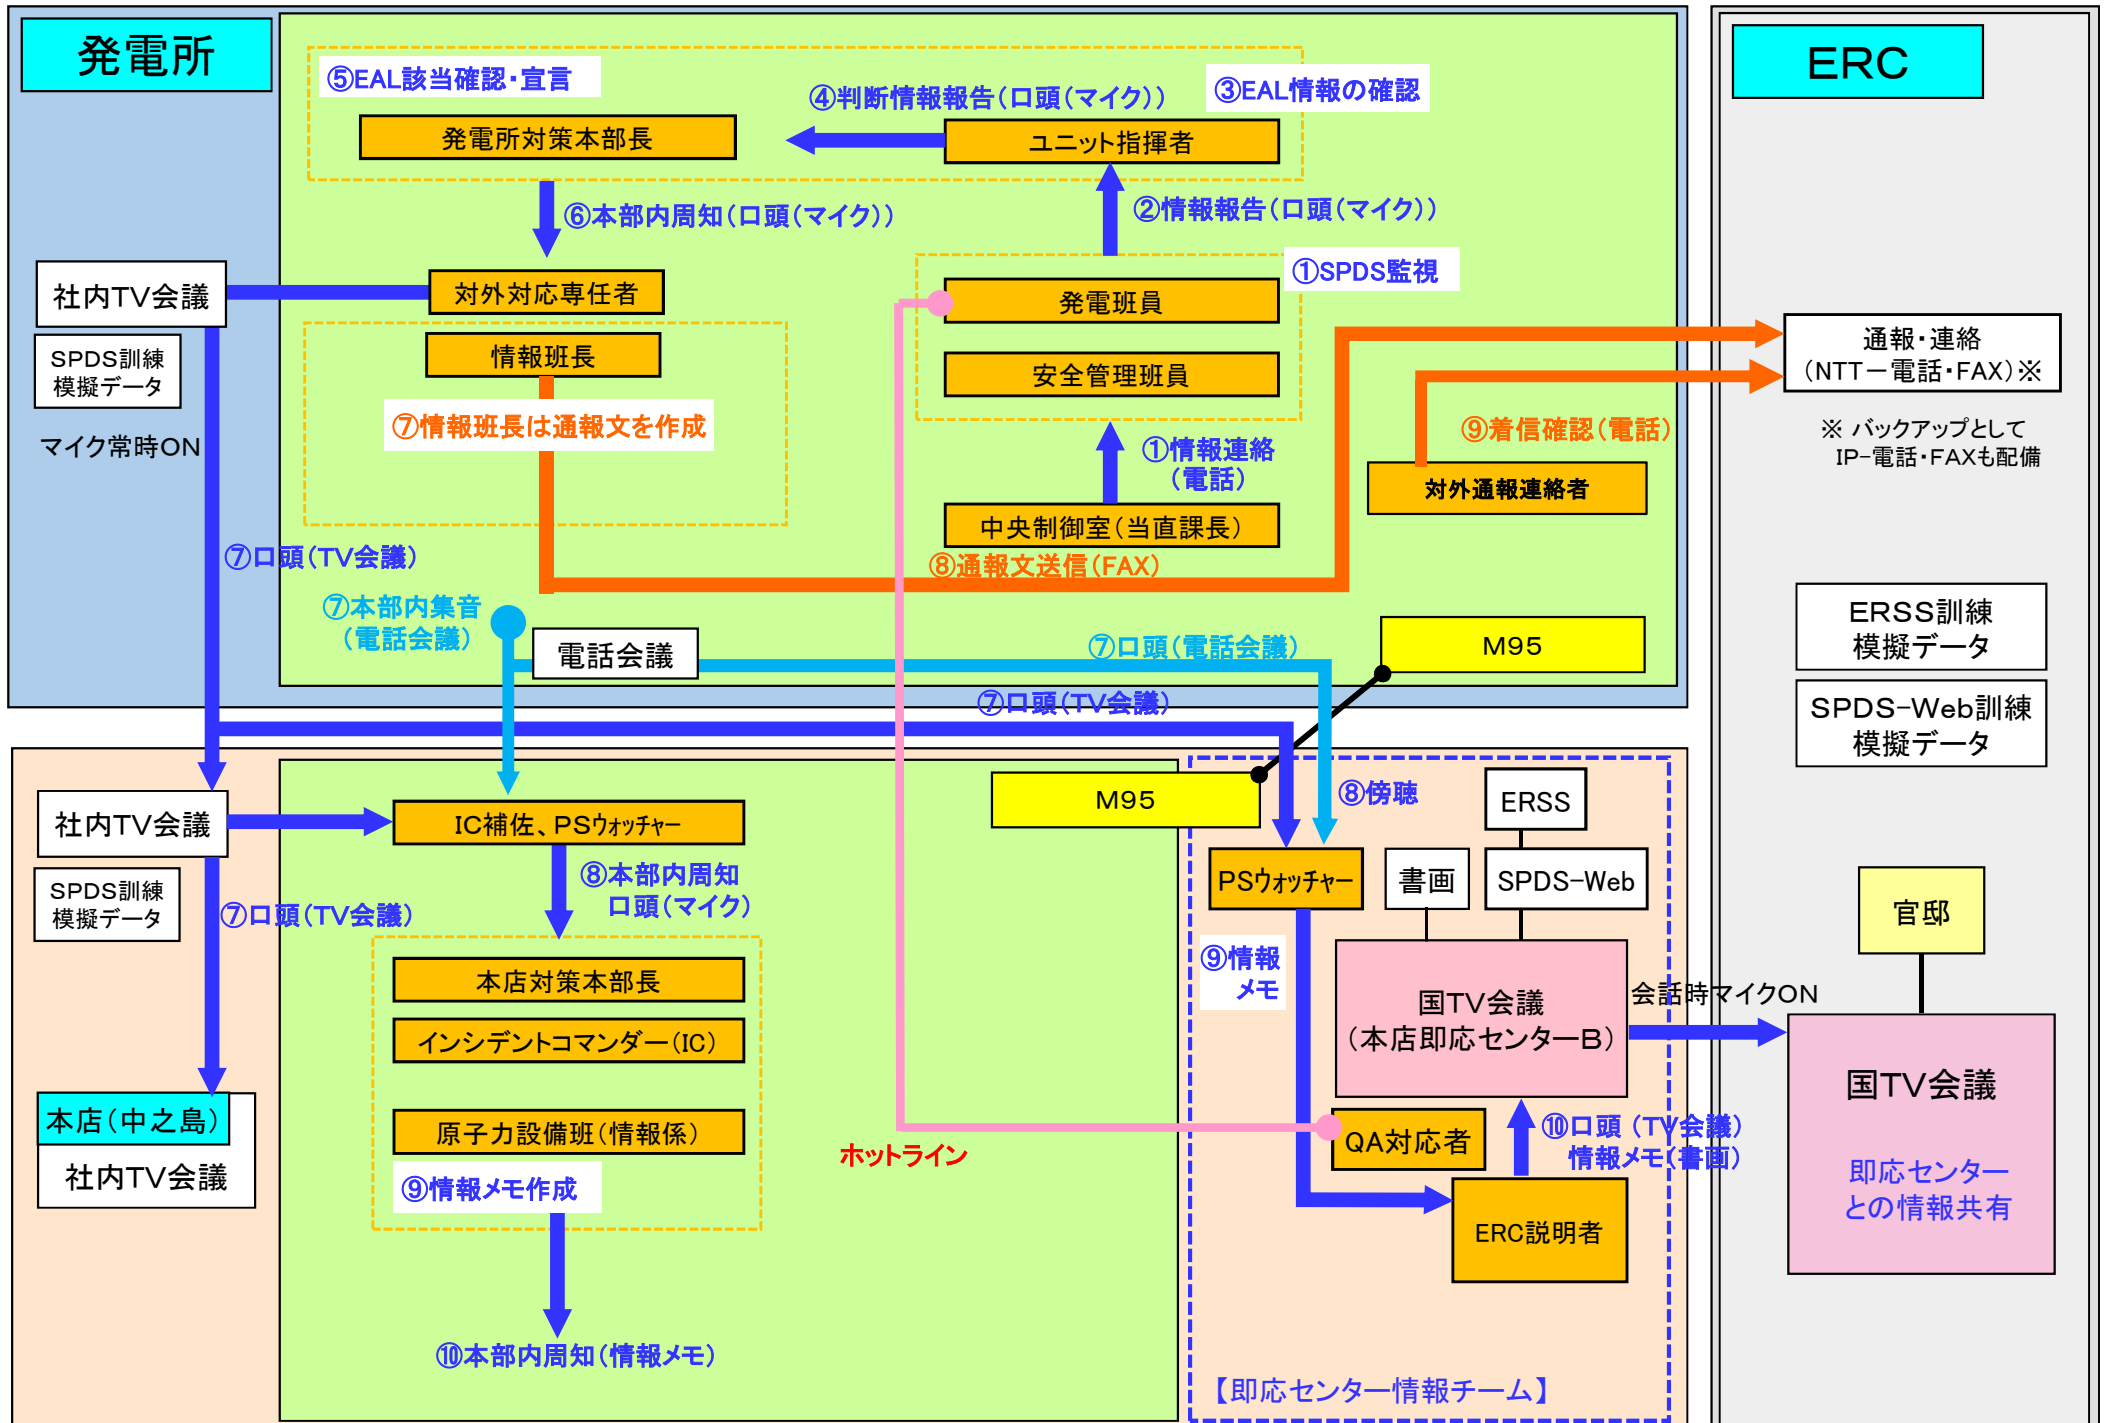 発電所
⑤EAL該当確認・宣言
④判断情報報告(口頭(マイク))
③EAL情報の確認
発電所対策本部長
ユニット指揮者
⑥本部内周知(口頭(マイク))
②情報報告(口頭(マイク))
社内TV会議
対外対応専任者
①SPDS監視
発電班員
SPDS訓練
模擬データ
情報班長
安全管理班員
マイク常時ON
⑦情報班長は通報文を作成
①情報連絡
(電話)
⑨着信確認(電話)
対外通報連絡者
中央制御室(当直課長)
⑦口頭(TV会議)
⑧通報文送信(FAX)
⑦本部内集音
(電話会議)
電話会議
⑦口頭(電話会議)
M95
⑦口頭(TV会議)
ERC
通報・連絡
(NTT-電話・FAX)※
※ バックアップとして
IP-電話・FAXも配備
ERSS訓練
模擬データ
SPDS-Web訓練
模擬データ
官邸
国TV会議
即応センター
との情報共有
社内TV会議
IC補佐、PSウォッチャー
M95
⑧傍聴
ERSS
SPDS訓練
模擬データ
⑦口頭(TV会議)
⑧本部内周知
口頭(マイク)
PSウォッチャー
書画
SPDS-Web
⑨情報
メモ
本店対策本部長
インシデントコマンダー(IC)
国TV会議
(本店即応センターB)
会話時マイクON
本店(中之島)
社内TV会議
原子力設備班(情報係)
⑨情報メモ作成
ホットライン
QA対応者
⑩口頭 (TV会議)
情報メモ(書画)
ERC説明者
⑩本部内周知(情報メモ)
【即応センター情報チーム】